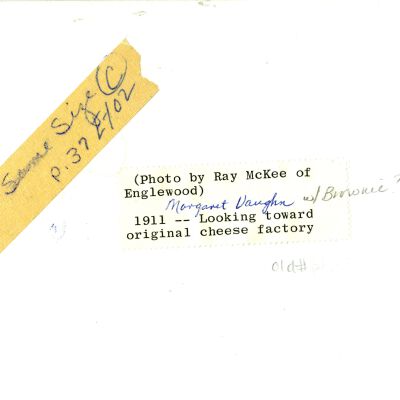 Same Size C
p. 37 2/02
(Photo by Ray McKee of
Englewood)
Margaret Vaughn w/ Brownie?
1911 -- Looking toward
original cheese factory
old #